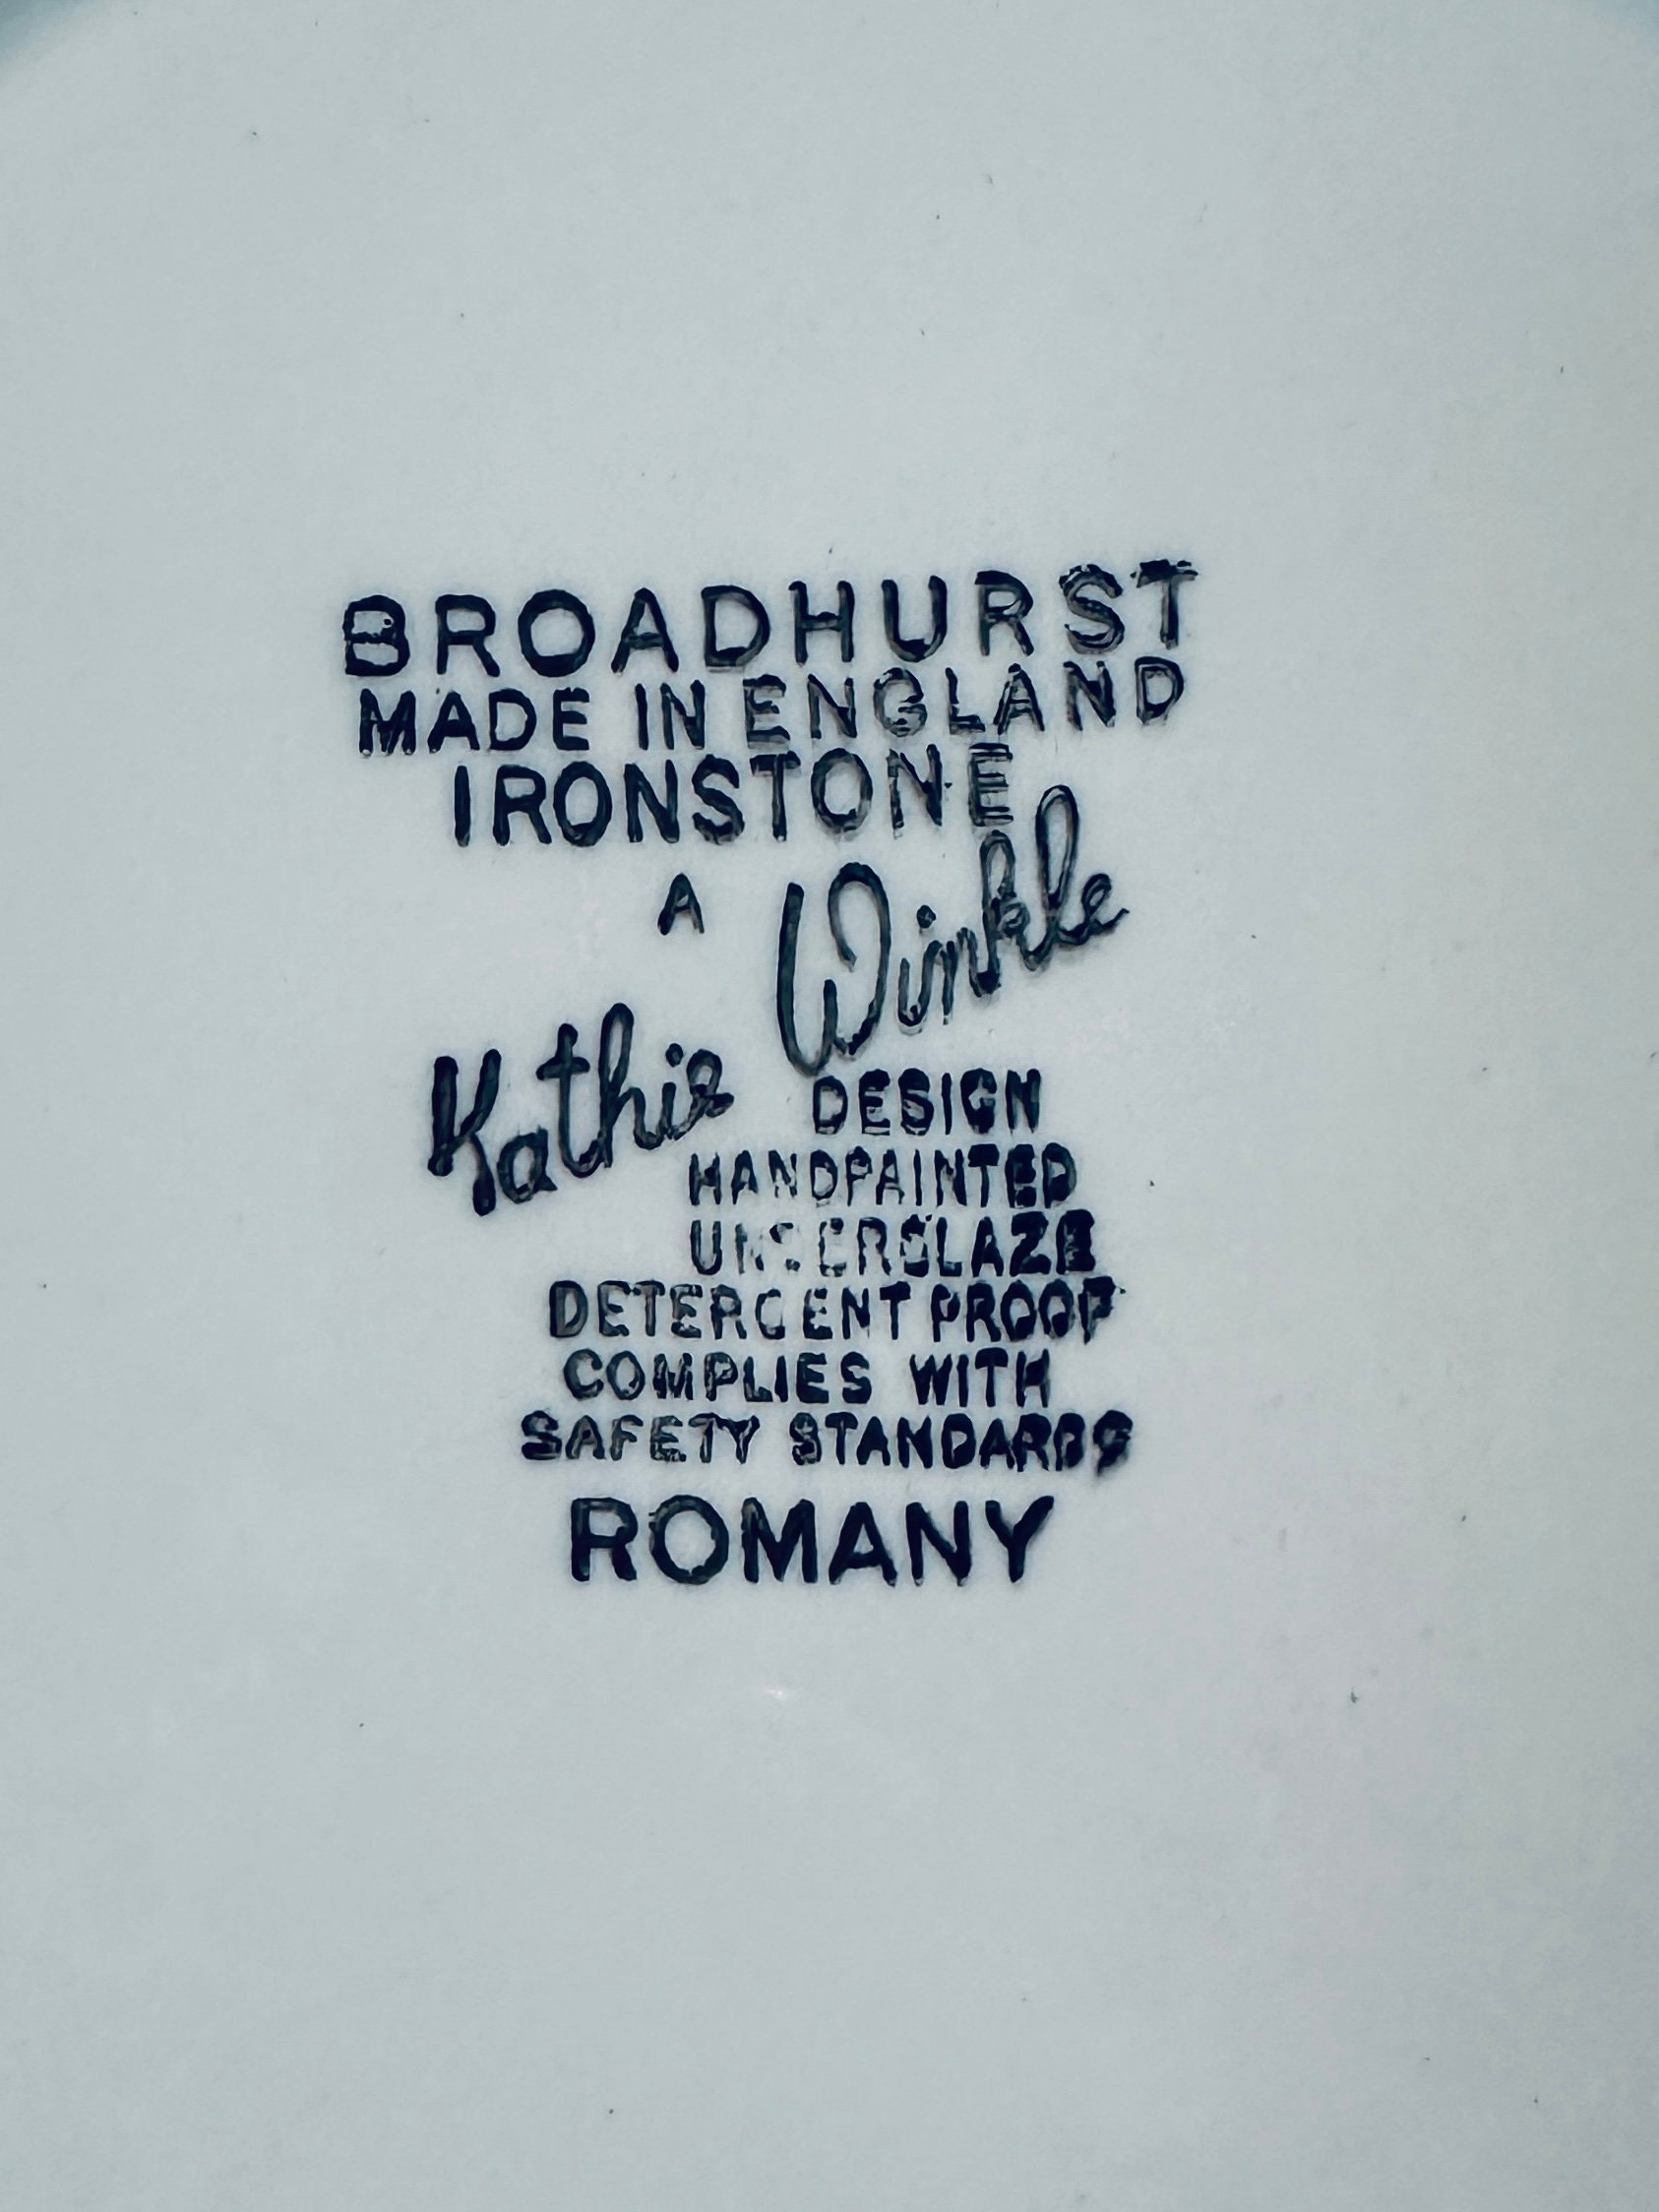 BROADHURST
MADE IN ENGLAND
IRONSTONE
A
Kathie Winkle
DESIGN
HANDPAINTED
UNDERGLAZE
DETERGENT PROOF
COMPLIES WITH
SAFETY STANDARDS
ROMANY